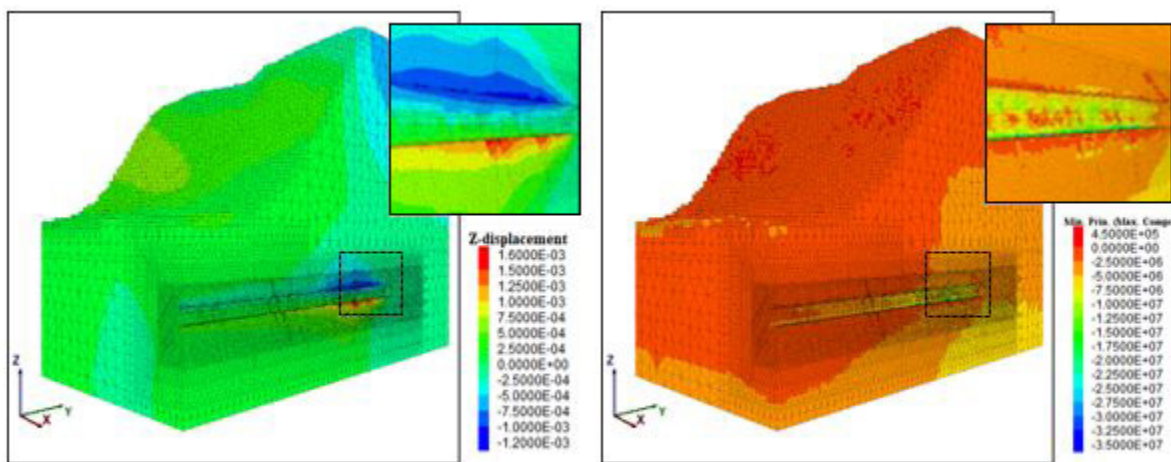 Z
Y
X
Z-displacement
1.6000E-03
1.5000E-03
1.2500E-03
1.0000E-03
7.5000E-04
5.0000E-04
2.5000E-04
0.0000E+00
-2.5000E-04
-5.0000E-04
-7.5000E-04
-1.0000E-03
-1.2000E-03
Z
Y
X
Min. Prin. (Max. Comp
4.5000E+05
0.0000E+00
-2.5000E+06
-5.0000E+06
-7.5000E+06
-1.0000E+07
-1.2500E+07
-1.5000E+07
-1.7500E+07
-2.0000E+07
-2.2500E+07
-2.5000E+07
-2.7500E+07
-3.0000E+07
-3.2500E+07
-3.5000E+07